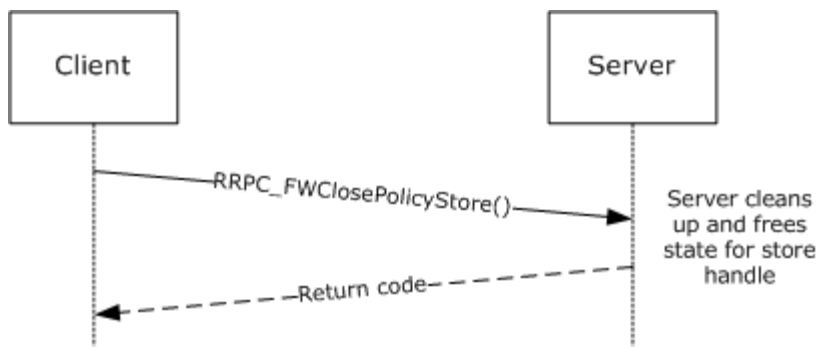 Client
Server
RRPC_FWClosePolicyStore()
Server cleans
up and frees
state for store
handle
Return code